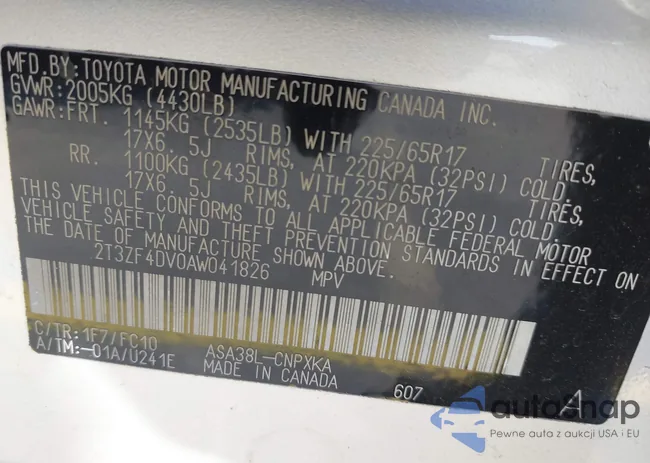 MFD.BY:TOYOTA MOTOR MANUFACTURING CANADA INC.
GVWR:2005KG (4430LB)
GAWR:FRT. 1145KG (2535LB) WITH 225/65R17 TIRES,
17X6. 5J RIMS, AT 220KPA (32PSI) COLD
RR. 1100KG (2435LB) WITH 225/65R17 TIRES,
17X6. 5J RIMS, AT 220KPA (32PSI) COLD
THIS VEHICLE CONFORMS TO ALL APPLICABLE FEDERAL MOTOR
VEHICLE SAFETY AND THEFT PREVENTION STANDARDS IN EFFECT ON
THE DATE OF MANUFACTURE SHOWN ABOVE.
2T3ZF4DV0AW041826 MPV
C/TR:1F7/FC10
A/TM:-01A/U241E
ASA38L-CNPXKA
MADE IN CANADA
607
A
autoSnap
Pewne auta z aukcji USA i EU